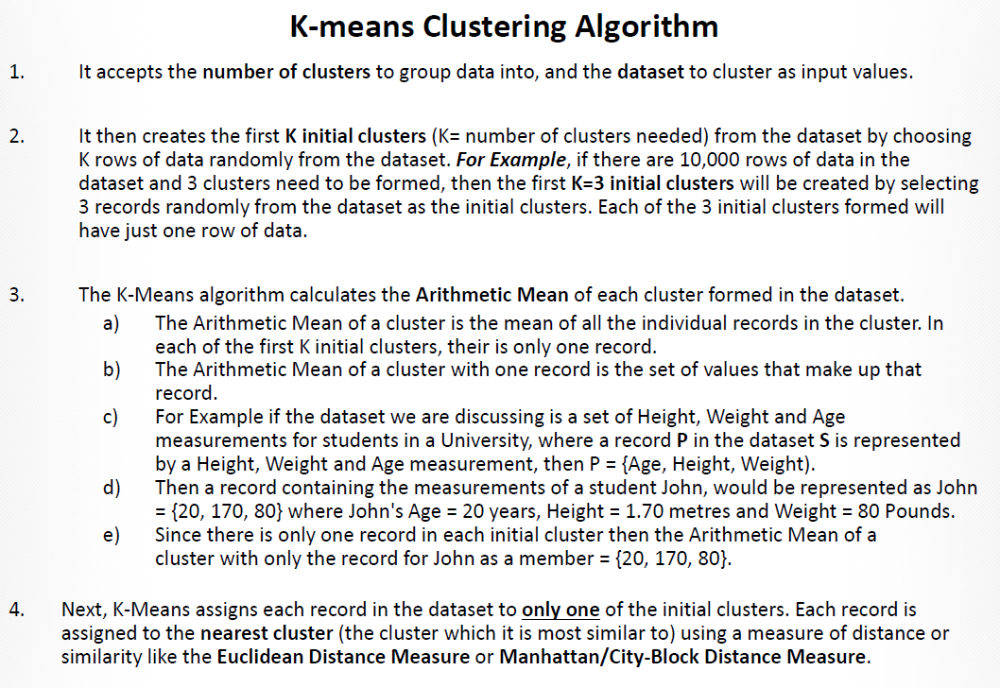 K-means Clustering Algorithm
1. It accepts the number of clusters to group data into, and the dataset to cluster as input values.
2. It then creates the first K initial clusters (K= number of clusters needed) from the dataset by choosing
K rows of data randomly from the dataset. For Example, if there are 10,000 rows of data in the
dataset and 3 clusters need to be formed, then the first K=3 initial clusters will be created by selecting
3 records randomly from the dataset as the initial clusters. Each of the 3 initial clusters formed will
have just one row of data.
3. The K-Means algorithm calculates the Arithmetic Mean of each cluster formed in the dataset.
a) The Arithmetic Mean of a cluster is the mean of all the individual records in the cluster. In
each of the first K initial clusters, their is only one record.
b) The Arithmetic Mean of a cluster with one record is the set of values that make up that
record.
c) For Example if the dataset we are discussing is a set of Height, Weight and Age
measurements for students in a University, where a record P in the dataset S is represented
by a Height, Weight and Age measurement, then P = {Age, Height, Weight).
d) Then a record containing the measurements of a student John, would be represented as John
= {20, 170, 80} where John's Age = 20 years, Height = 1.70 metres and Weight = 80 Pounds.
e) Since there is only one record in each initial cluster then the Arithmetic Mean of a
cluster with only the record for John as a member = {20, 170, 80}.
4. Next, K-Means assigns each record in the dataset to only one of the initial clusters. Each record is
assigned to the nearest cluster (the cluster which it is most similar to) using a measure of distance or
similarity like the Euclidean Distance Measure or Manhattan/City-Block Distance Measure.